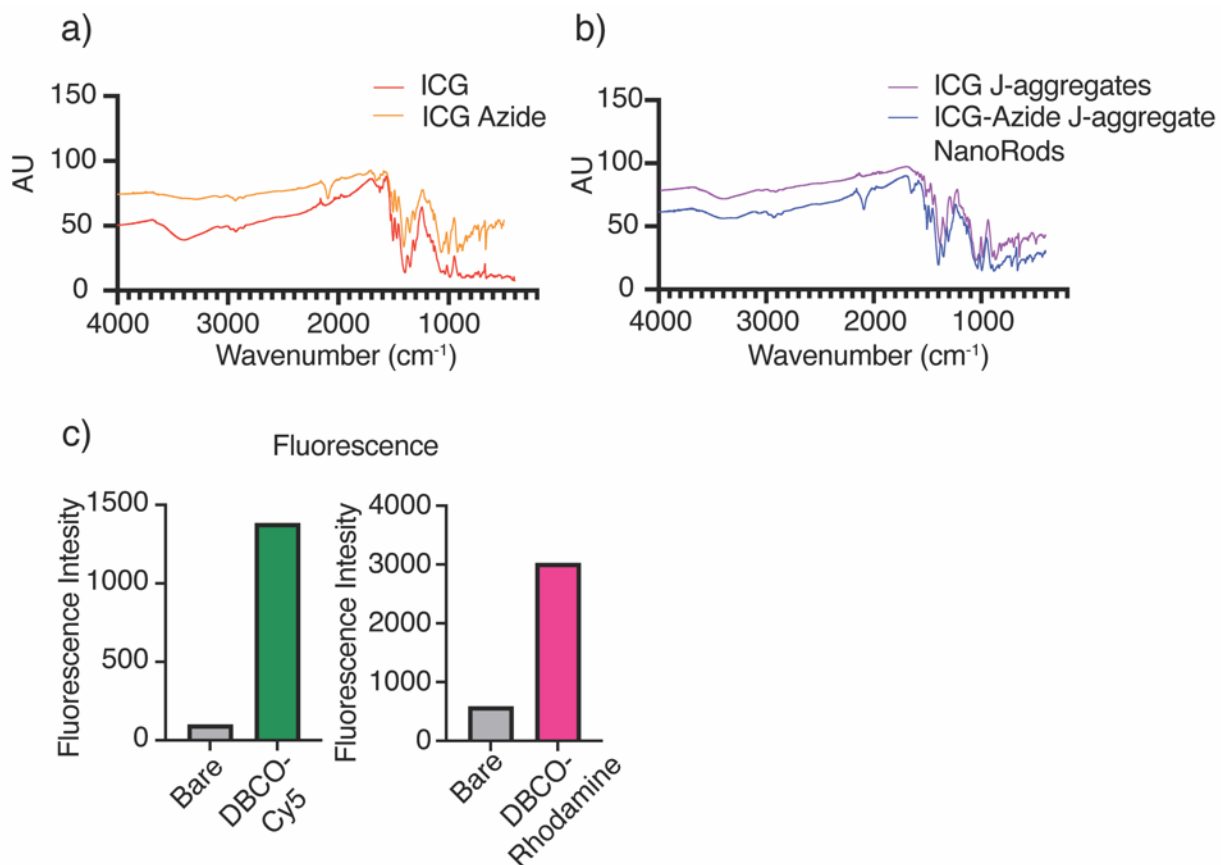 a)
ICG
ICG Azide
150
100
50
0
AU
4000
3000
2000
1000
Wavenumber (cm⁻¹)
b)
ICG J-aggregates
ICG-Azide J-aggregate
NanoRods
150
100
50
0
AU
4000
3000
2000
1000
Wavenumber (cm⁻¹)
c)
Fluorescence
Fluorescence Intesity
1500
1000
500
0
Bare
DBCO-
Cy5
Fluorescence Intesity
4000
3000
2000
1000
0
Bare
DBCO-
Rhodamine